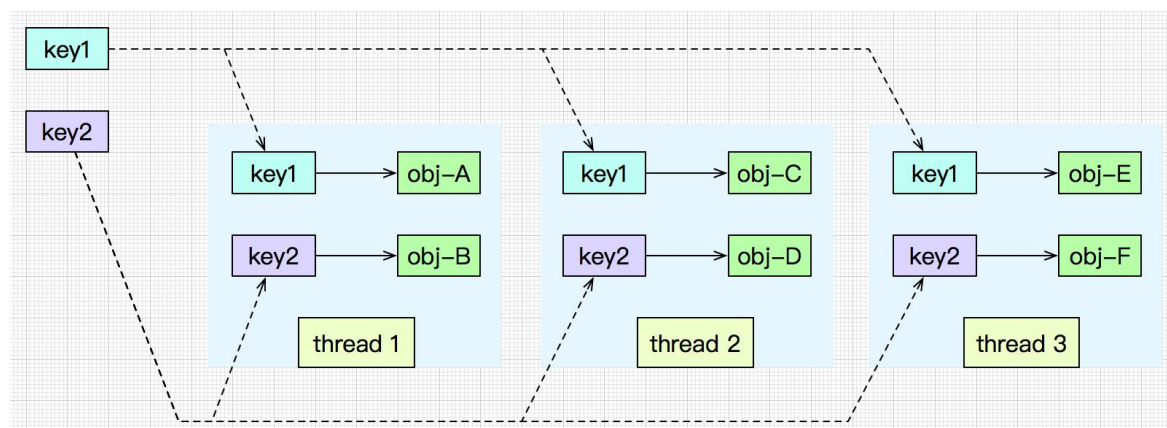 key1
key2
key1
obj–A
key2
obj–B
thread 1
key1
obj–C
key2
obj–D
thread 2
key1
obj–E
key2
obj–F
thread 3